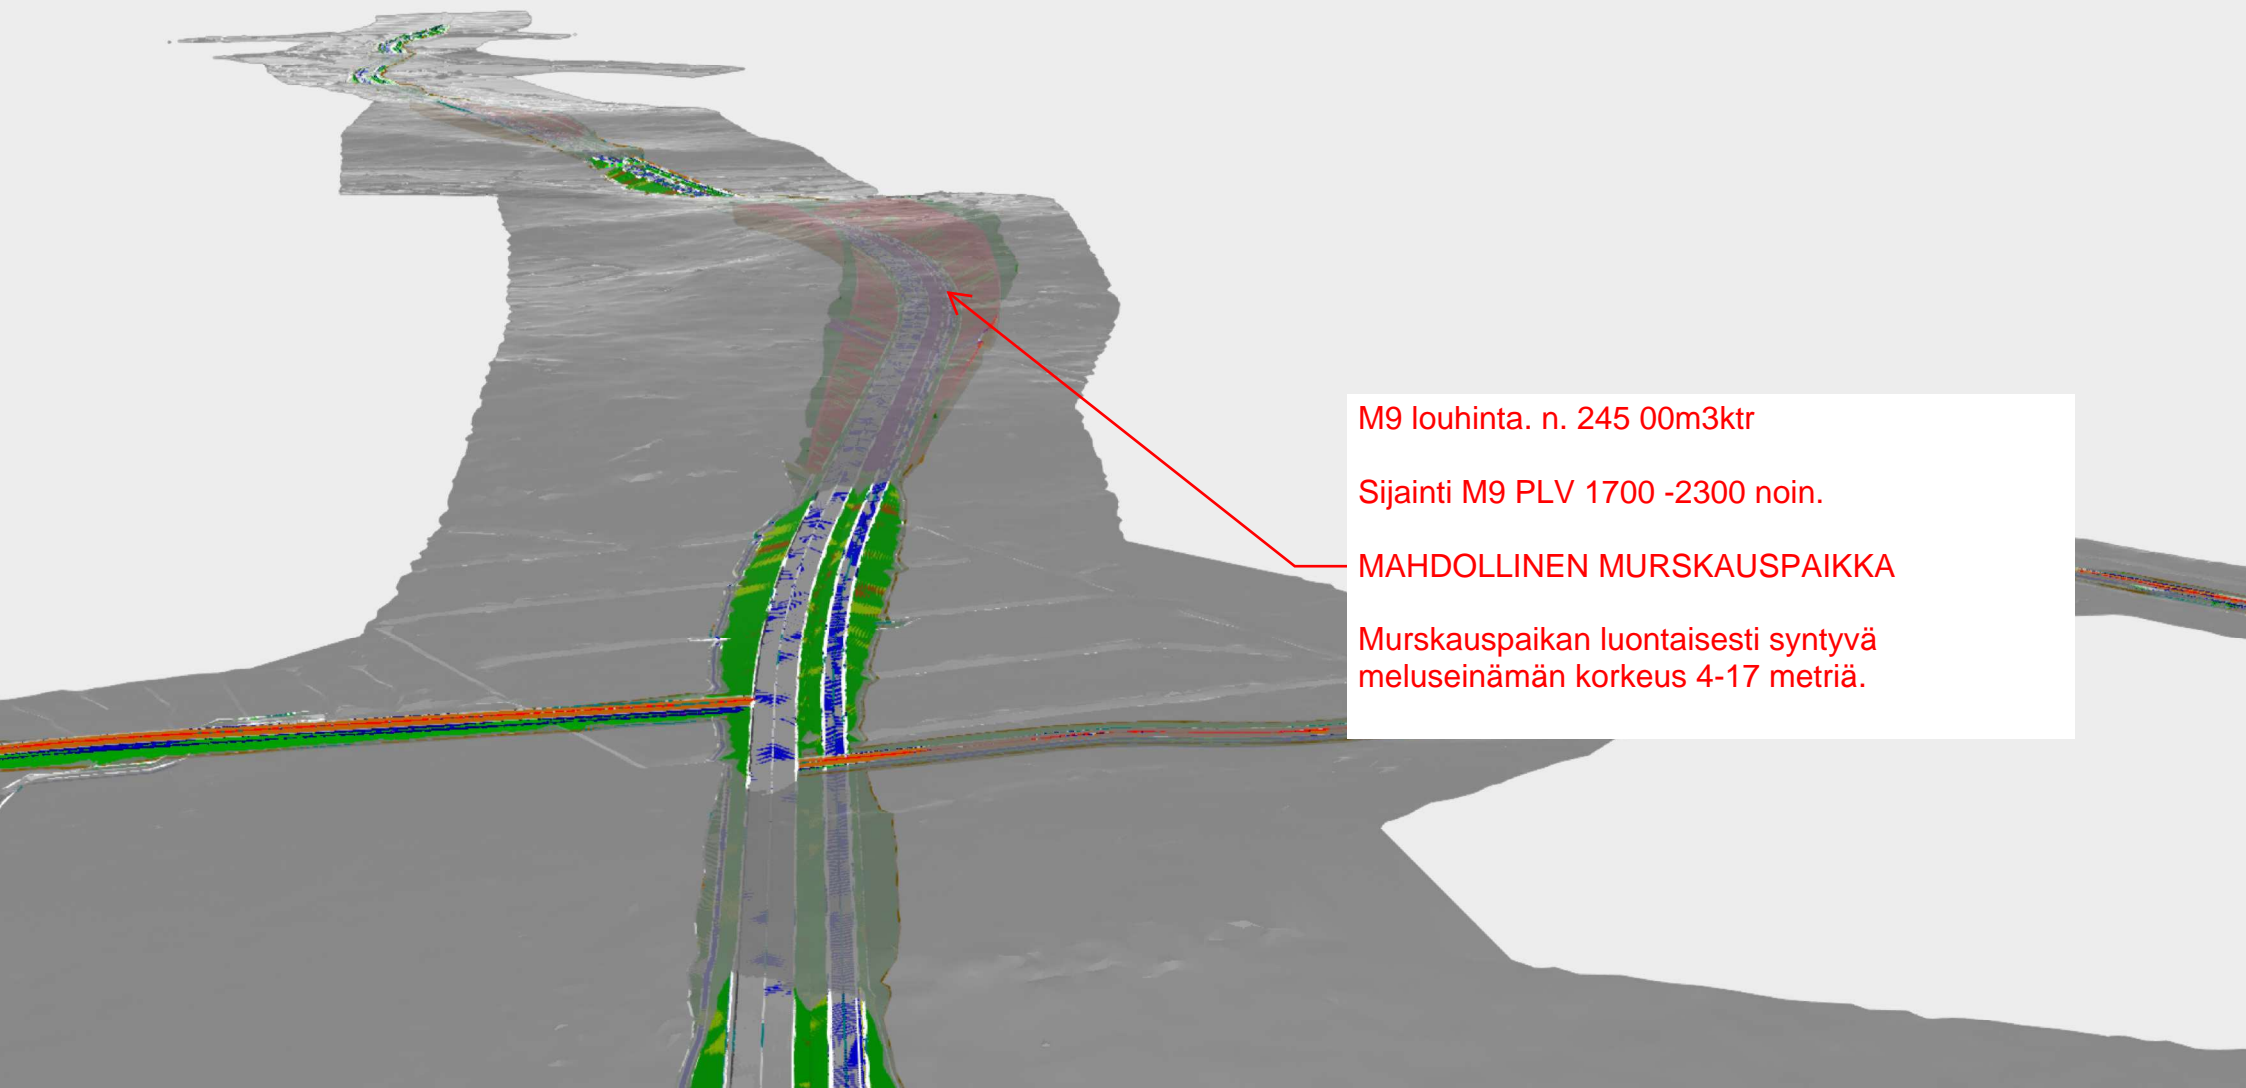 M9 louhinta. n. 245 00m3ktr
Sijainti M9 PLV 1700 -2300 noin.
MAHDOLLINEN MURSKAUSPAIKKA
Murskauspaikan luontaisesti syntyvä
meluseinämän korkeus 4-17 metriä.